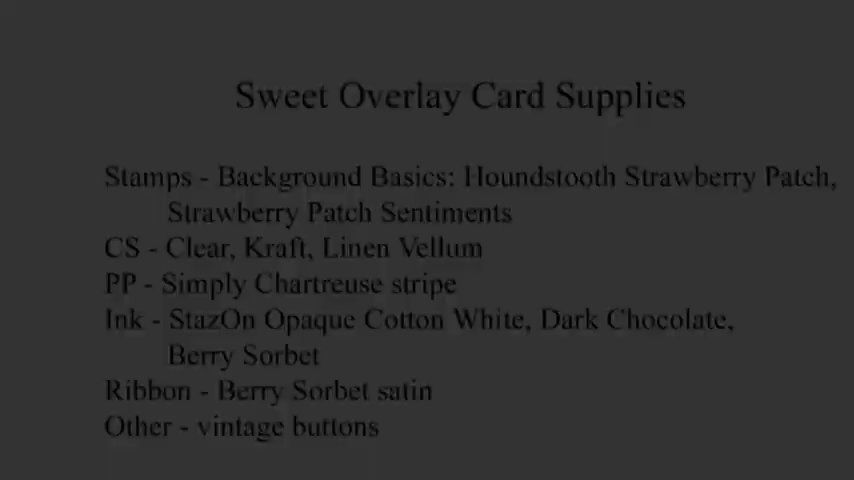 Sweet Overlay Card Supplies
Stamps - Background Basics: Houndstooth Strawberry Patch,
Strawberry Patch Sentiments
CS - Clear, Kraft, Linen Vellum
PP - Simply Chartreuse stripe
Ink - StazOn Opaque Cotton White, Dark Chocolate,
Berry Sorbet
Ribbon - Berry Sorbet satin
Other - vintage buttons